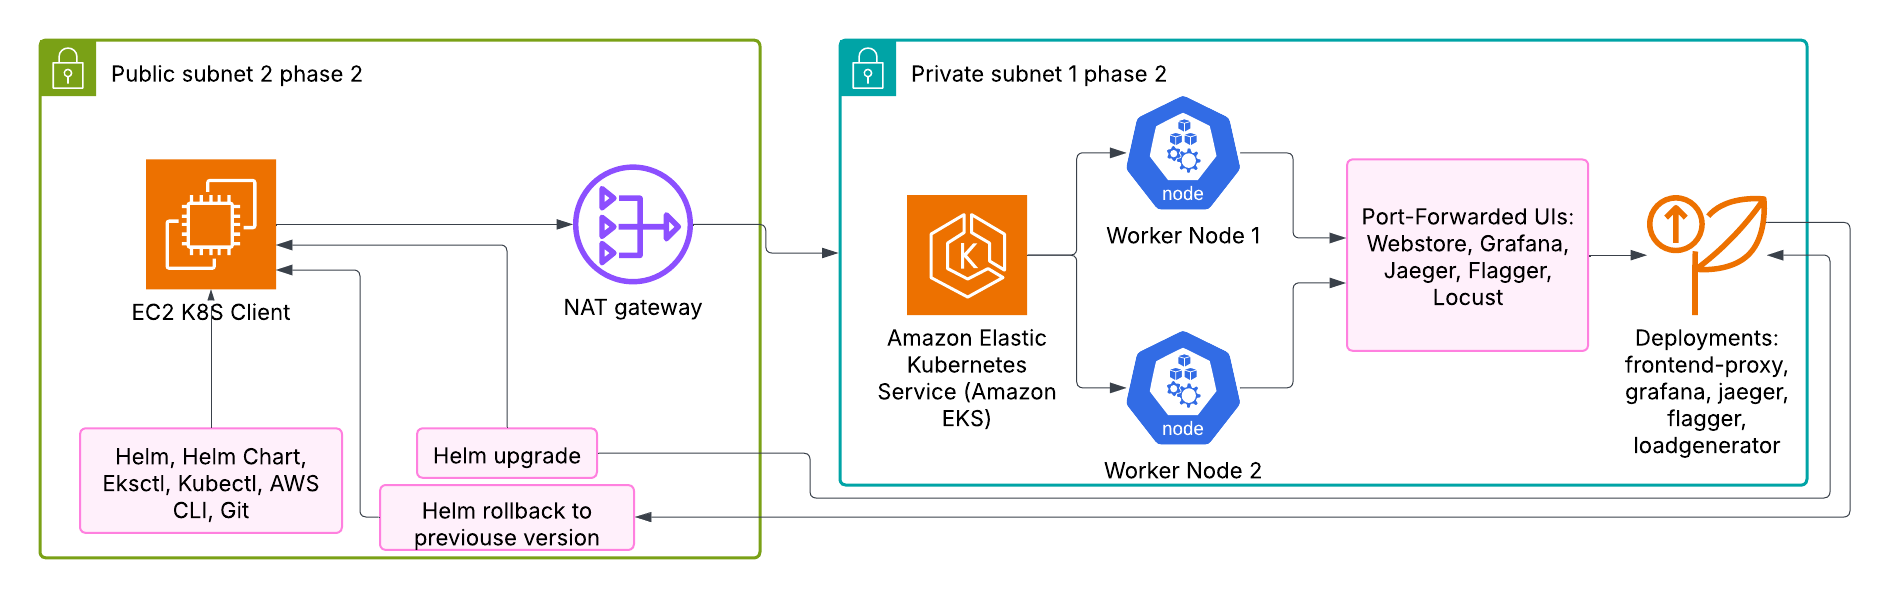 Public subnet 2 phase 2
EC2 K8S Client
NAT gateway
Helm, Helm Chart,
Eksctl, Kubectl, AWS
CLI, Git
Helm upgrade
Helm rollback to
previouse version
Private subnet 1 phase 2
K
Amazon Elastic
Kubernetes
Service (Amazon
EKS)
node
Worker Node 1
node
Worker Node 2
Port-Forwarded UIs:
Webstore, Grafana,
Jaeger, Flagger,
Locust
Deployments:
frontend-proxy,
grafana, jaeger,
flagger,
loadgenerator